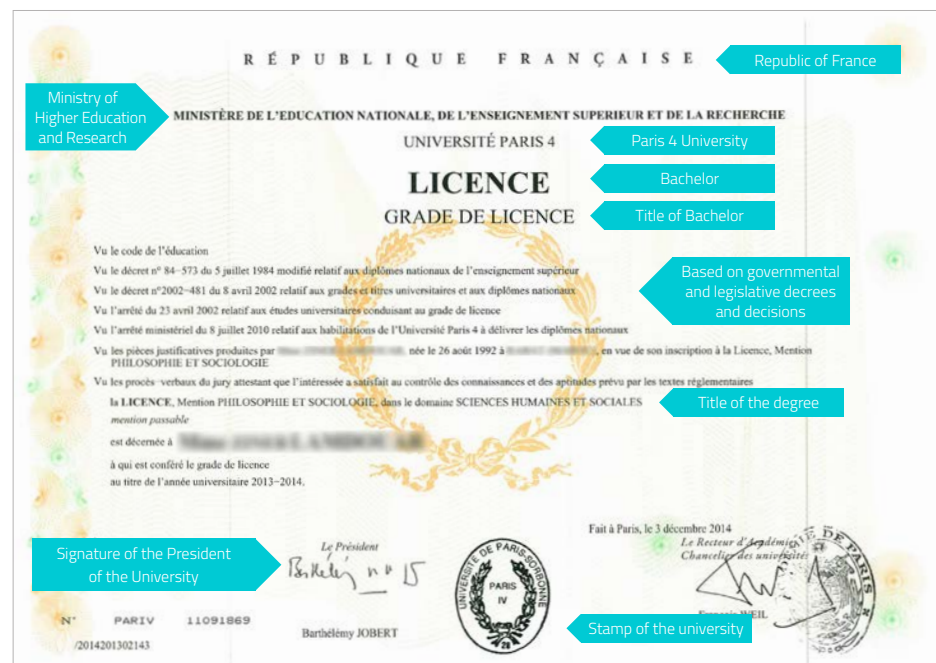 RÉPUBLIQUE FRANÇAISE
Republic of France
Ministry of
Higher Education
and Research
MINISTÈRE DE L'EDUCATION NATIONALE, DE L'ENSEIGNEMENT SUPERIEUR ET DE LA RECHERCHE
UNIVERSITÉ PARIS 4
Paris 4 University
LICENCE
Bachelor
GRADE DE LICENCE
Title of Bachelor
Vu le code de l'éducation
Vu le décret nº 84-573 du 5 juillet 1984 modifié relatif aux diplômes nationaux de l'enseignement supérieur
Vu le décret nº2002-481 du 8 avril 2002 relatif aux grades et titres universitaires et aux diplômes nationaux
Vu l'arrêté du 23 avril 2002 relatif aux études universitaires conduisant au grade de licence
Vu l'arrêté ministériel du 8 juillet 2010 relatif aux habilitations de l'Université Paris 4 à délivrer les diplômes nationaux
Based on governmental
and legislative decrees
and decisions
Vu les pièces justificatives produites par , née le 26 août 1992 à , en vue de son inscription à la Licence, Mention
PHILOSOPHIE ET SOCIOLOGIE
Vu les procès-verbaux du jury attestant que l'intéressée a satisfait au contrôle des connaissances et des aptitudes prévu par les textes réglementaires
la LICENCE, Mention PHILOSOPHIE ET SOCIOLOGIE, dans le domaine SCIENCES HUMAINES ET SOCIALES
Title of the degree
mention passable
est décernée à
à qui est conféré le grade de licence
au titre de l'année universitaire 2013-2014.
Fait à Paris, le 3 décembre 2014
Le Président
Le Recteur d'Académie
Chancelier des universités
Signature of the President
of the University
UNIVERSITE DE PARIS-SORBONNE
PARIS
IV
28
WEIL
Nº PARIV 11091869
Barthélémy JOBERT
Stamp of the university
/2014201302143